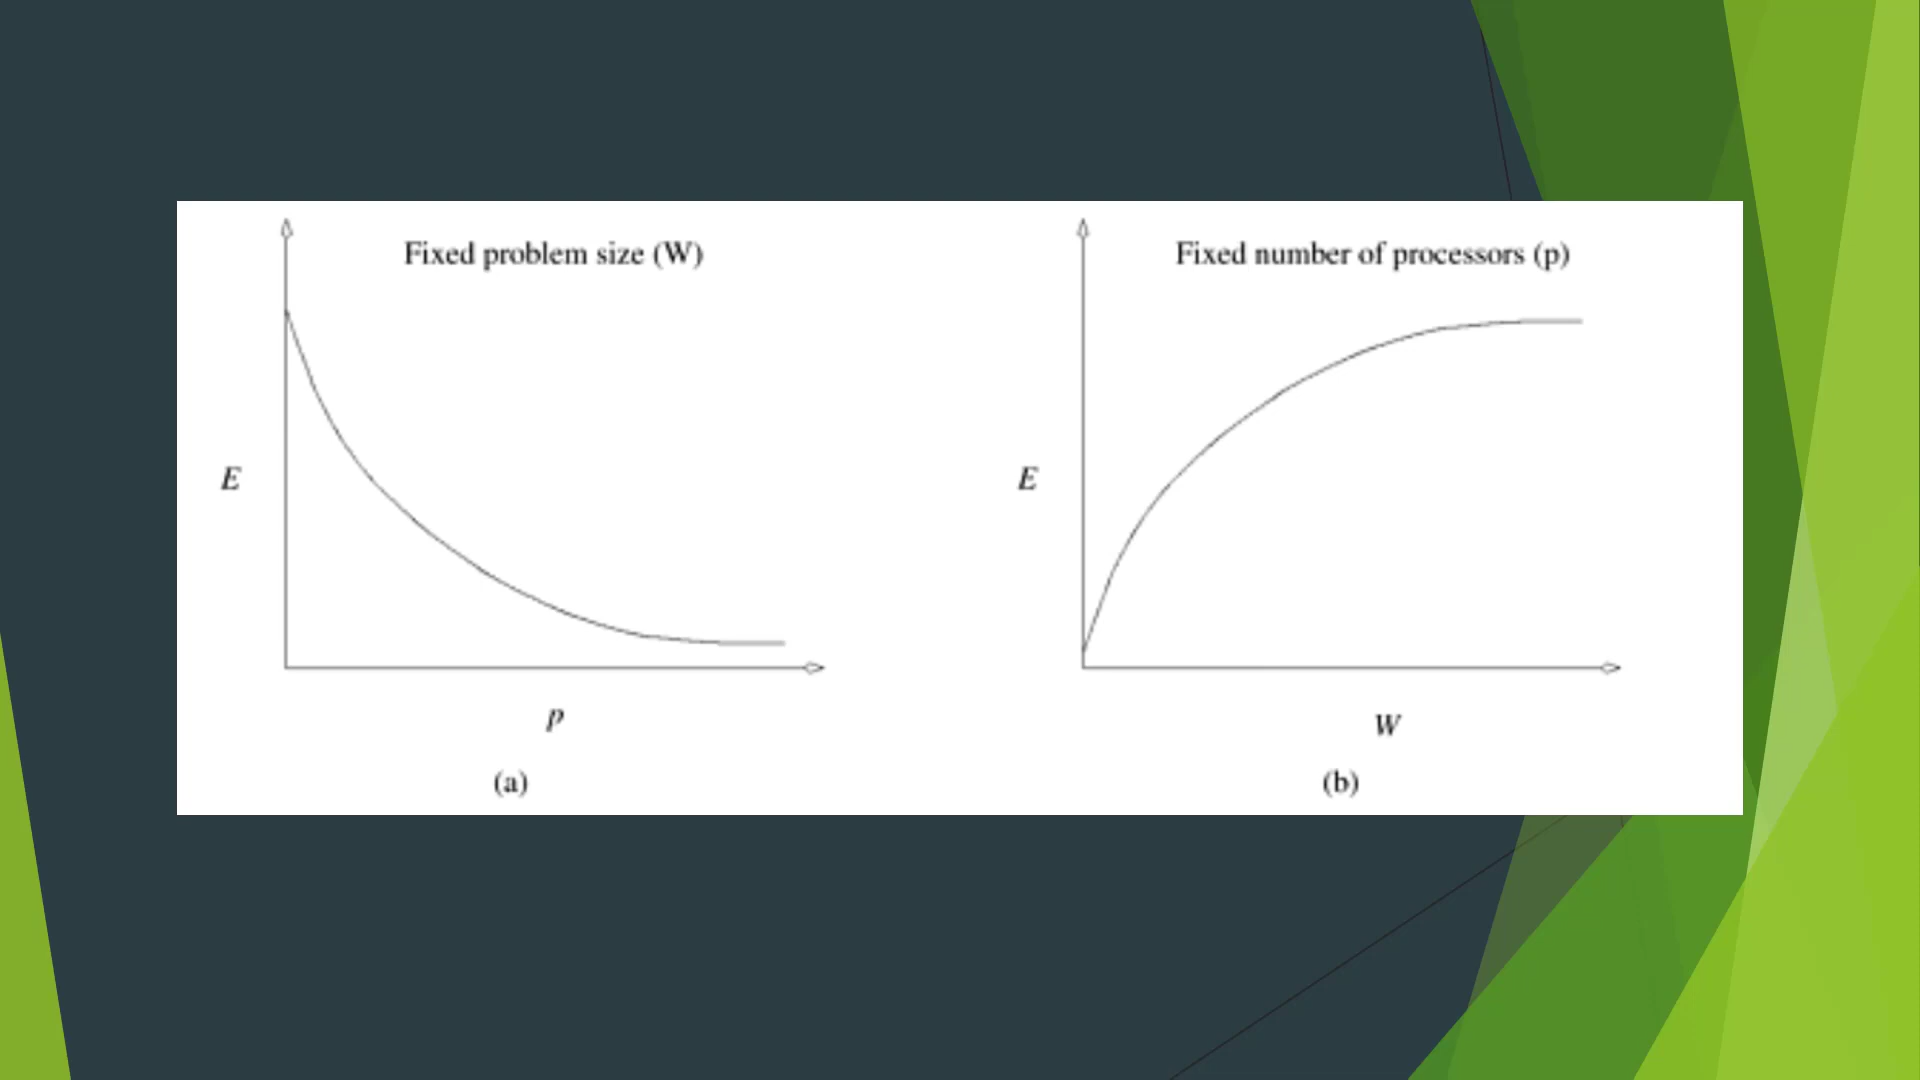 Fixed problem size (W)
E
p
(a)
Fixed number of processors (p)
E
W
(b)